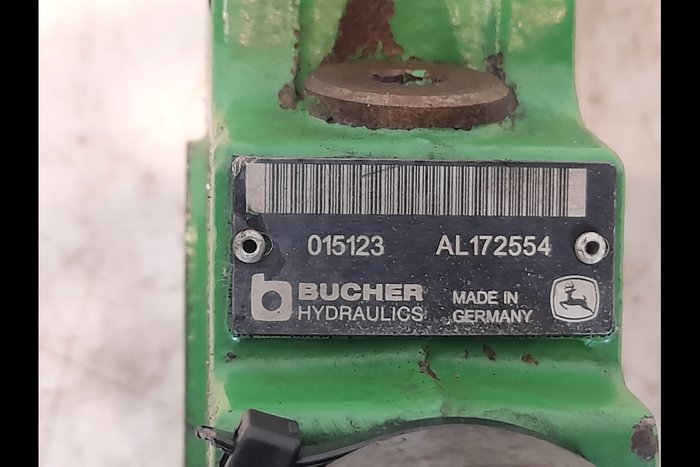 015123 AL172554
BUCHER
HYDRAULICS
MADE IN
GERMANY